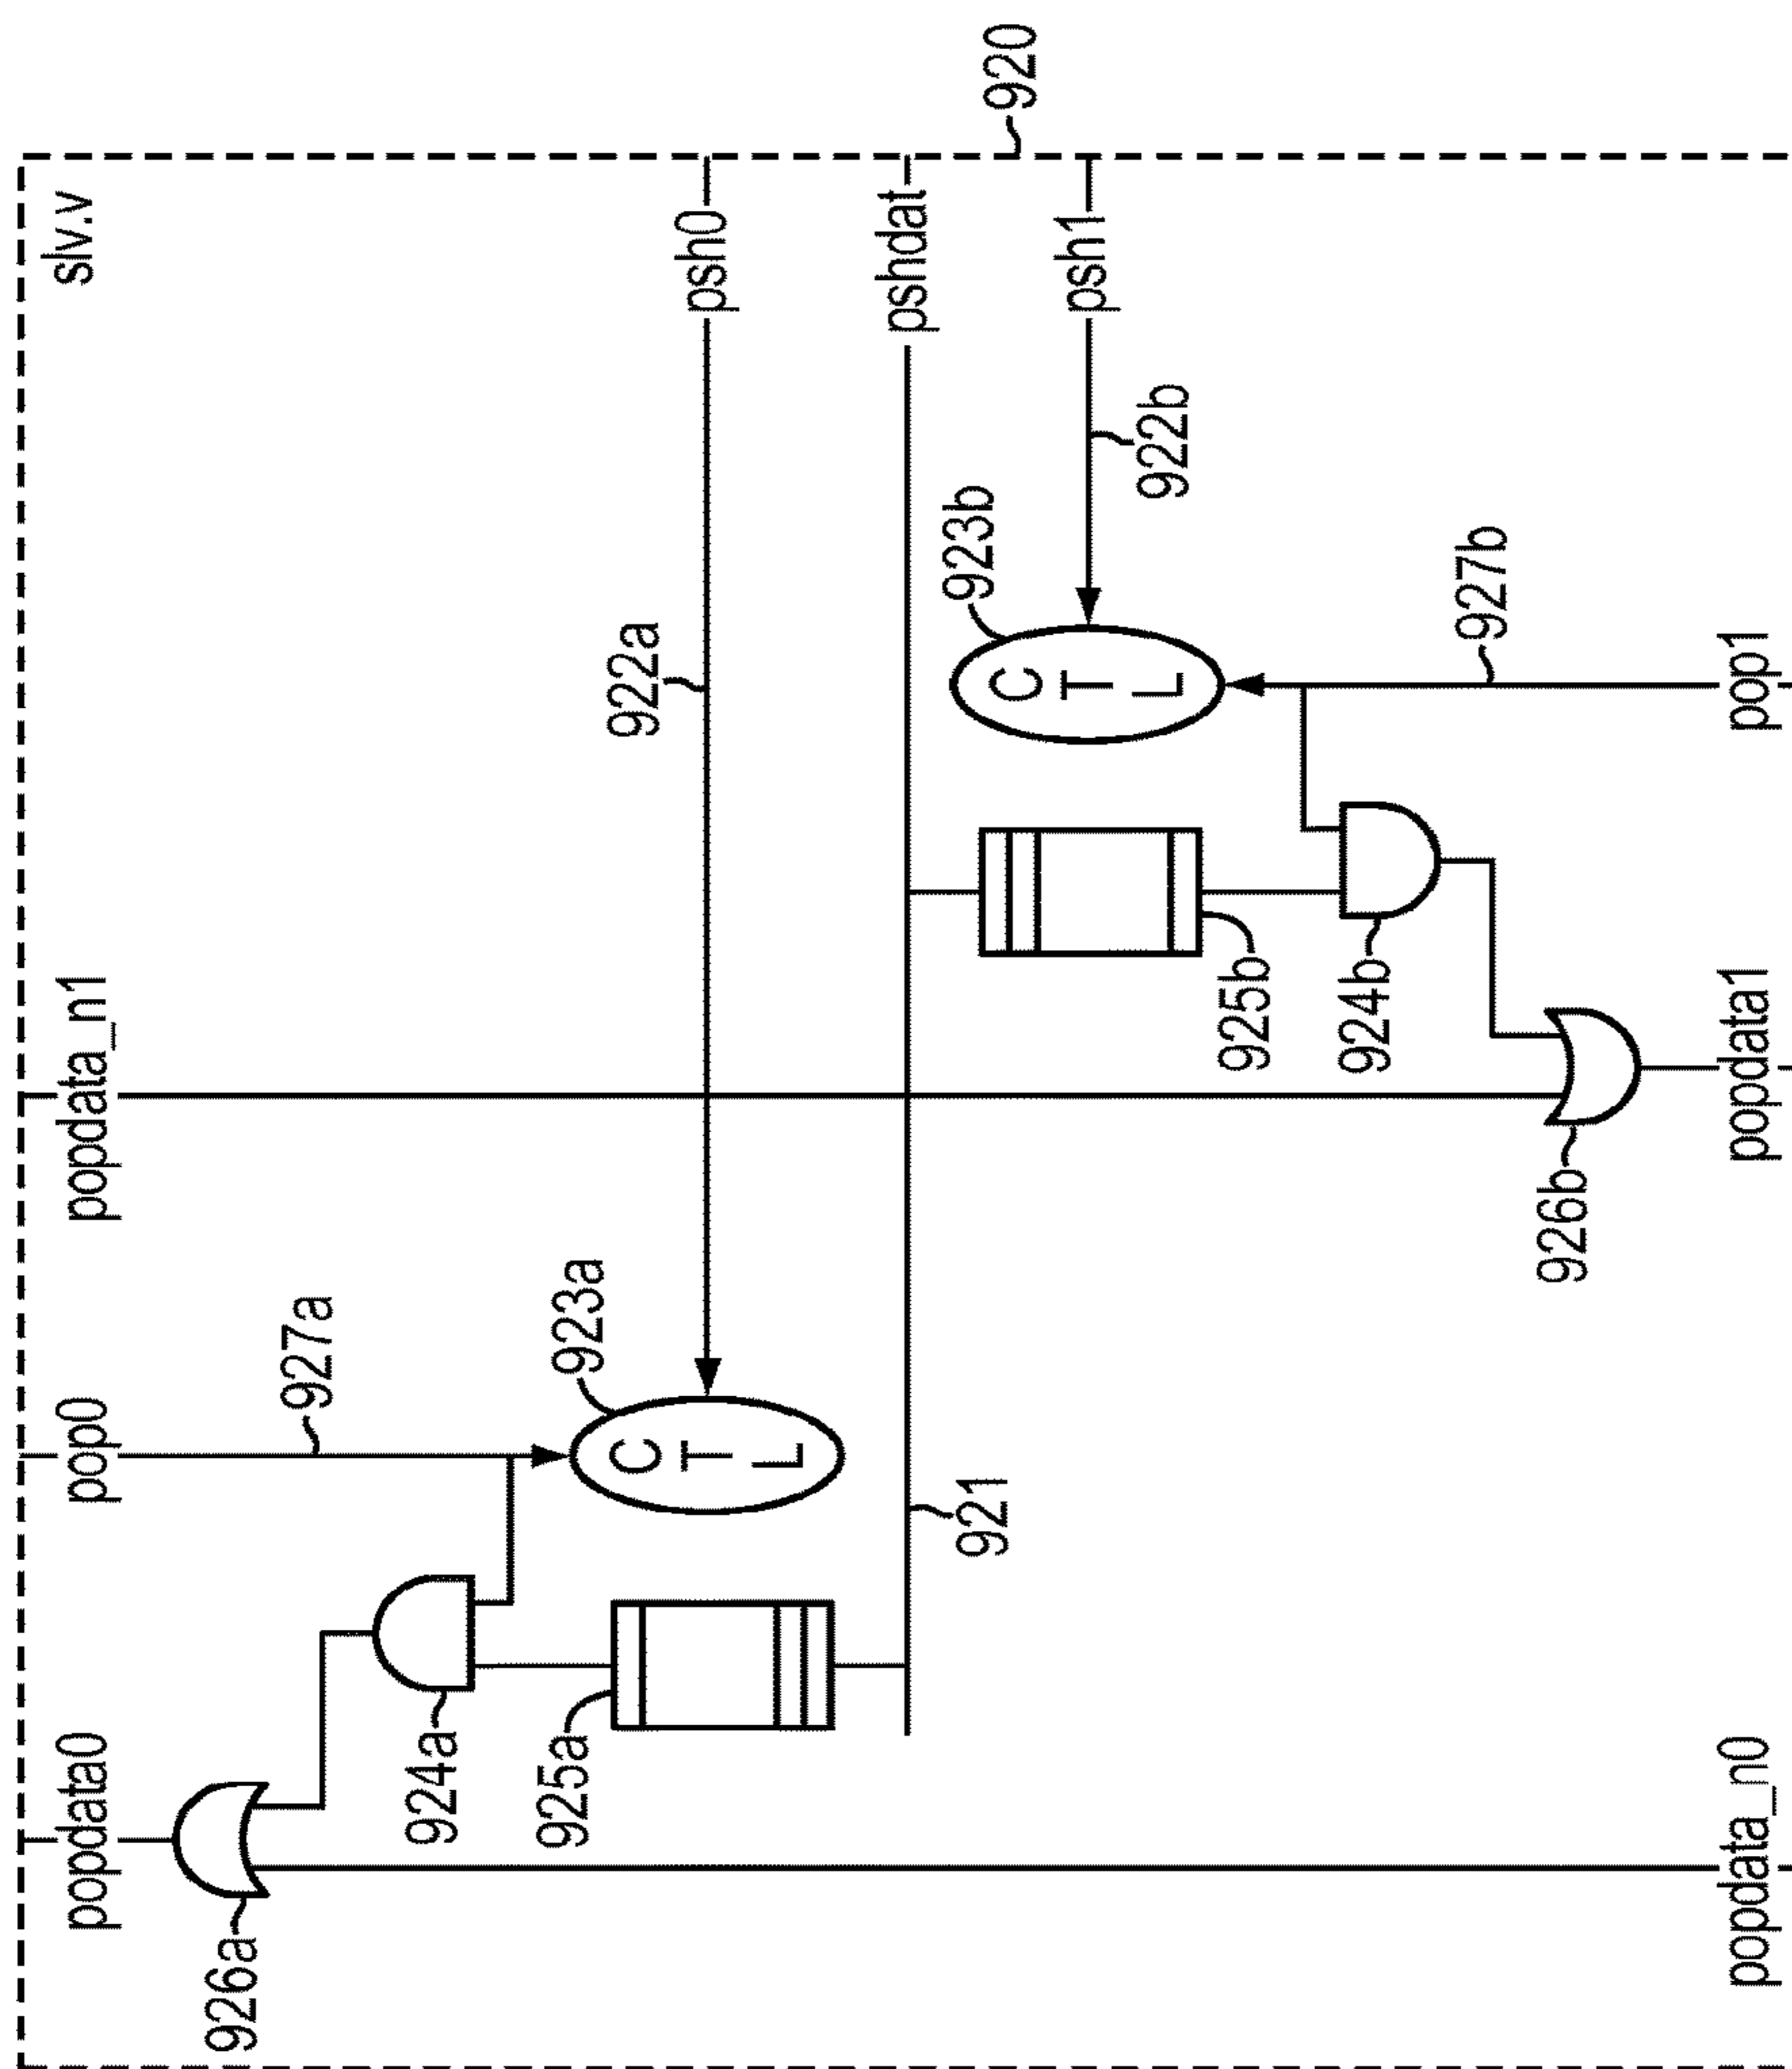 popdata0
pop0
popdata_n1
slv.v
926a
927a
924a
925a
923a
922a
C
T
L
psh0
pshdat
921
923b
920
C
T
L
psh1
922b
925b
924b
927b
926b
popdata_n0
popdata1
pop1